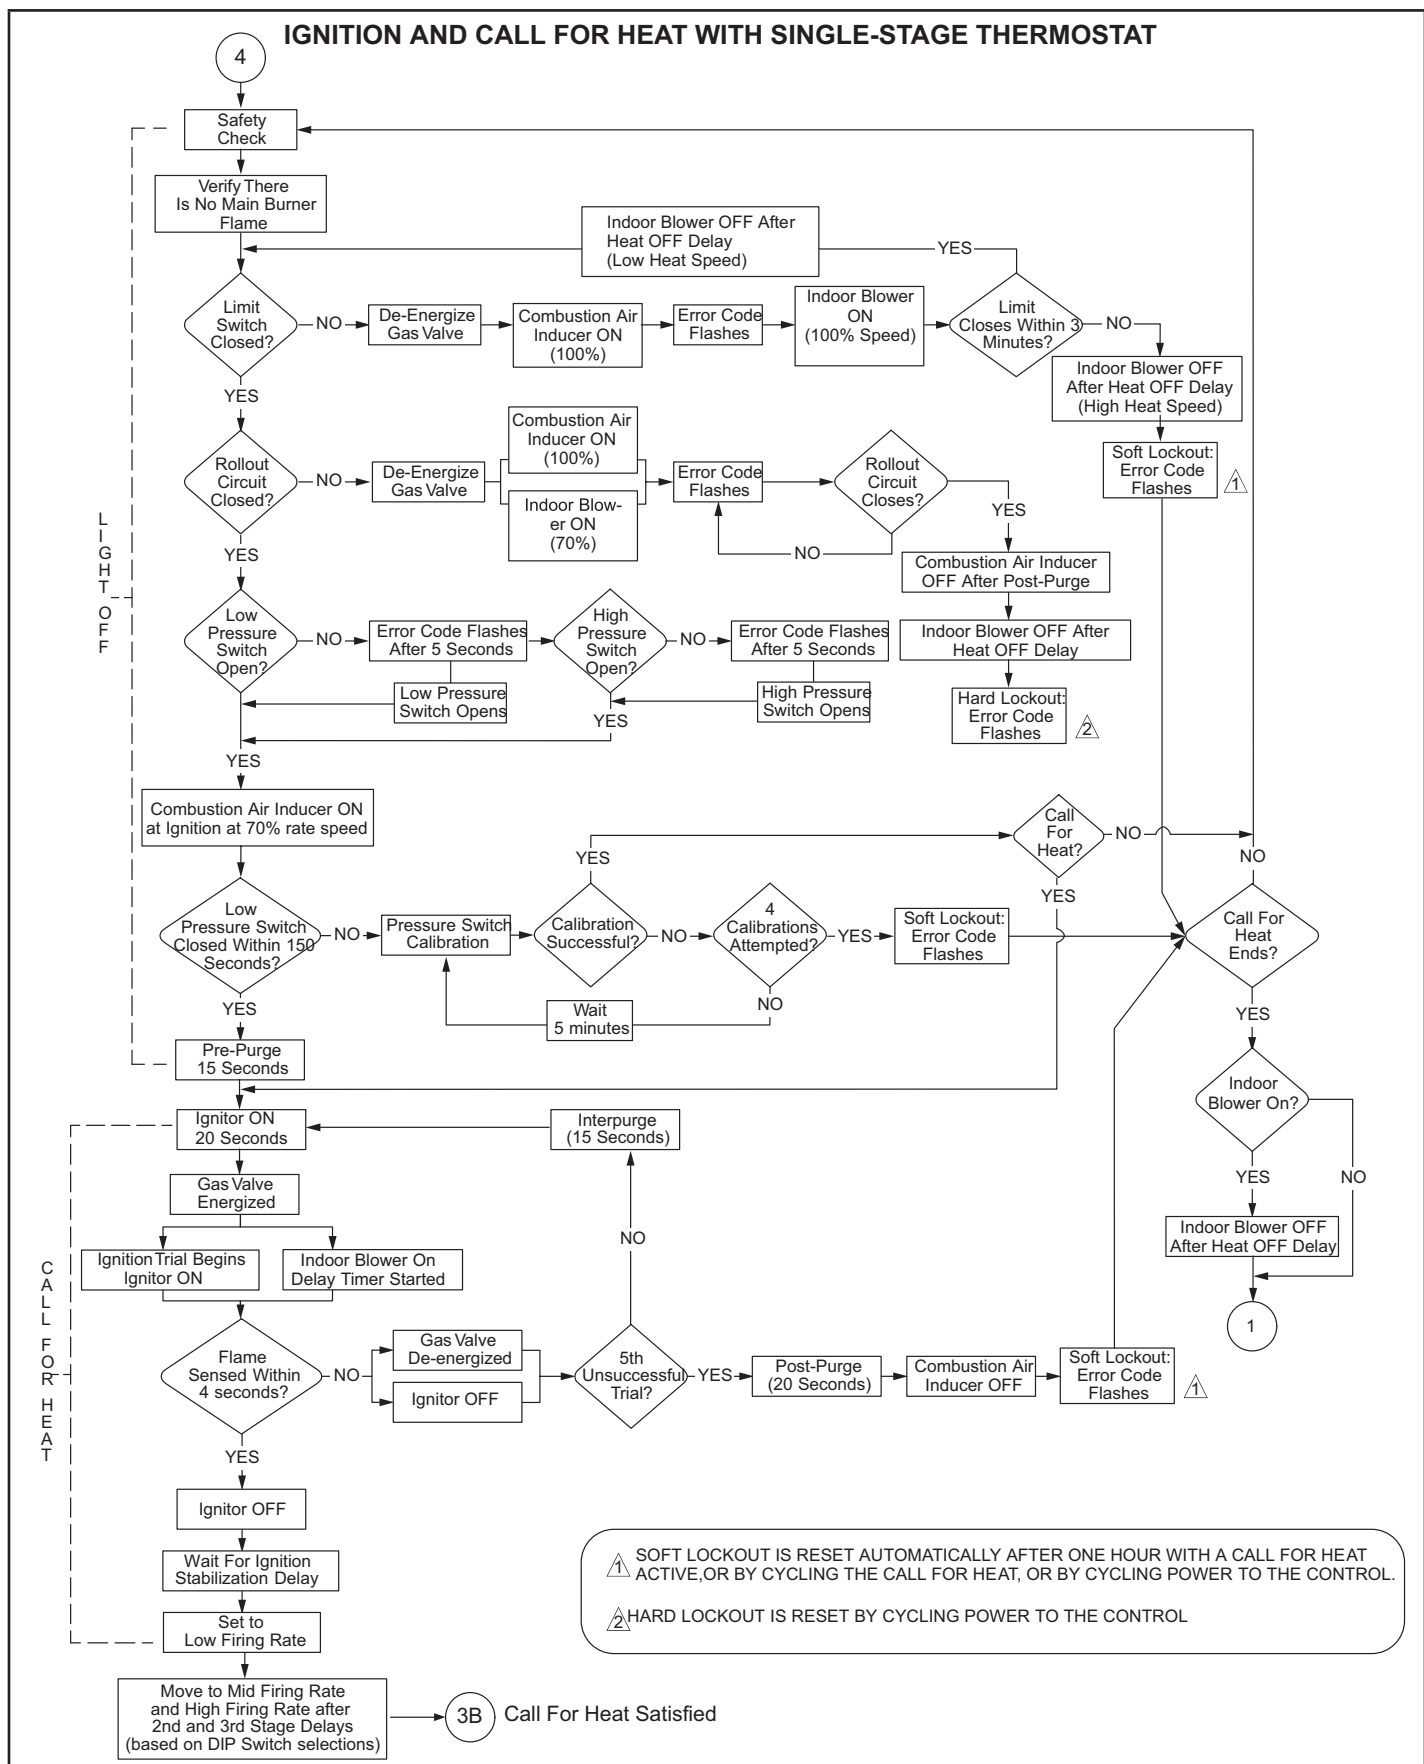 IGNITION AND CALL FOR HEAT WITH SINGLE-STAGE THERMOSTAT
4
Safety
Check
Verify There
Is No Main Burner
Flame
Indoor Blower OFF After
Heat OFF Delay
(Low Heat Speed)
YES
Limit
Switch
Closed?
NO
De-Energize
Gas Valve
Combustion Air
Inducer ON
(100%)
Error Code
Flashes
Indoor Blower
ON
(100% Speed)
Limit
Closes Within 3
Minutes?
NO
Indoor Blower OFF
After Heat OFF Delay
(High Heat Speed)
Soft Lockout:
Error Code
Flashes
1
YES
Rollout
Circuit
Closed?
NO
De-Energize
Gas Valve
Combustion Air
Inducer ON
(100%)
Indoor Blow-
er ON
(70%)
Error Code
Flashes
Rollout
Circuit
Closes?
NO
YES
Combustion Air Inducer
OFF After Post-Purge
Indoor Blower OFF After
Heat OFF Delay
Hard Lockout:
Error Code
Flashes
2
LIGHT OFF
YES
Low
Pressure
Switch
Open?
NO
Error Code Flashes
After 5 Seconds
Low Pressure
Switch Opens
High
Pressure
Switch
Open?
NO
Error Code Flashes
After 5 Seconds
High Pressure
Switch Opens
YES
YES
Combustion Air Inducer ON
at Ignition at 70% rate speed
Call
For
Heat?
NO
YES
NO
YES
Low
Pressure Switch
Closed Within 150
Seconds?
NO
Pressure Switch
Calibration
Calibration
Successful?
NO
4
Calibrations
Attempted?
YES
Soft Lockout:
Error Code
Flashes
Call For
Heat
Ends?
NO
Wait
5 minutes
YES
YES
Pre-Purge
15 Seconds
Indoor
Blower On?
YES
NO
Indoor Blower OFF
After Heat OFF Delay
1
Ignitor ON
20 Seconds
Interpurge
(15 Seconds)
Gas Valve
Energized
NO
Ignition Trial Begins
Ignitor ON
Indoor Blower On
Delay Timer Started
CALL FOR HEAT
Flame
Sensed Within
4 seconds?
NO
Gas Valve
De-energized
Ignitor OFF
5th
Unsuccessful
Trial?
YES
Post-Purge
(20 Seconds)
Combustion Air
Inducer OFF
Soft Lockout:
Error Code
Flashes
1
YES
Ignitor OFF
Wait For Ignition
Stabilization Delay
Set to
Low Firing Rate
Move to Mid Firing Rate
and High Firing Rate after
2nd and 3rd Stage Delays
(based on DIP Switch selections)
3B
Call For Heat Satisfied
1 SOFT LOCKOUT IS RESET AUTOMATICALLY AFTER ONE HOUR WITH A CALL FOR HEAT
ACTIVE,OR BY CYCLING THE CALL FOR HEAT, OR BY CYCLING POWER TO THE CONTROL.
2 HARD LOCKOUT IS RESET BY CYCLING POWER TO THE CONTROL